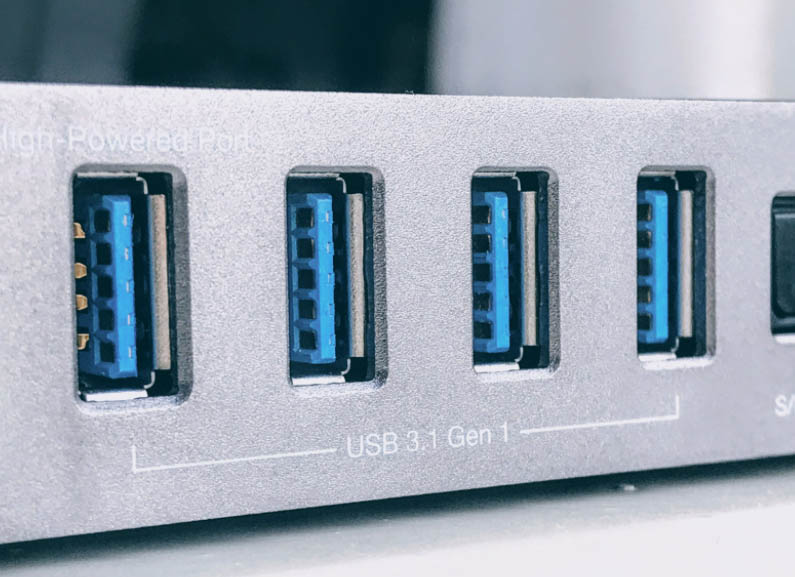 High-Powered Port
USB 3.1 Gen 1
S/